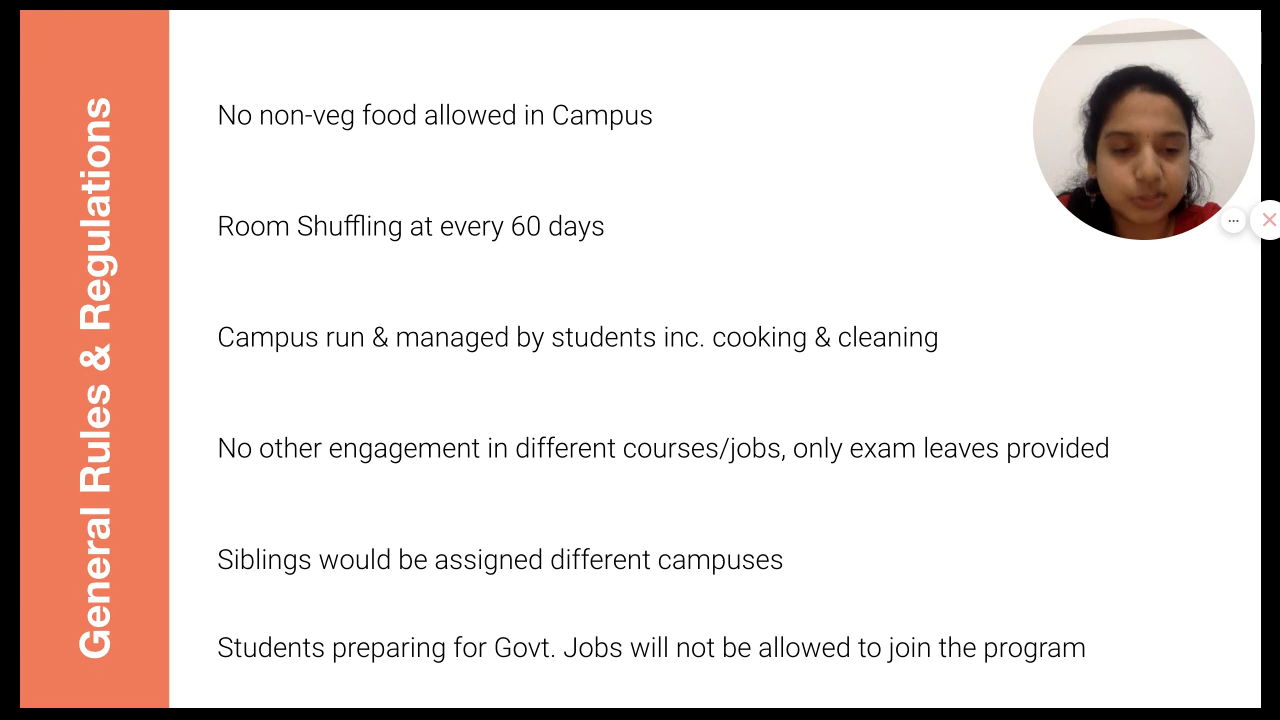 General Rules & Regulations
No non-veg food allowed in Campus
Room Shuffling at every 60 days
Campus run & managed by students inc. cooking & cleaning
No other engagement in different courses/jobs, only exam leaves provided
Siblings would be assigned different campuses
Students preparing for Govt. Jobs will not be allowed to join the program